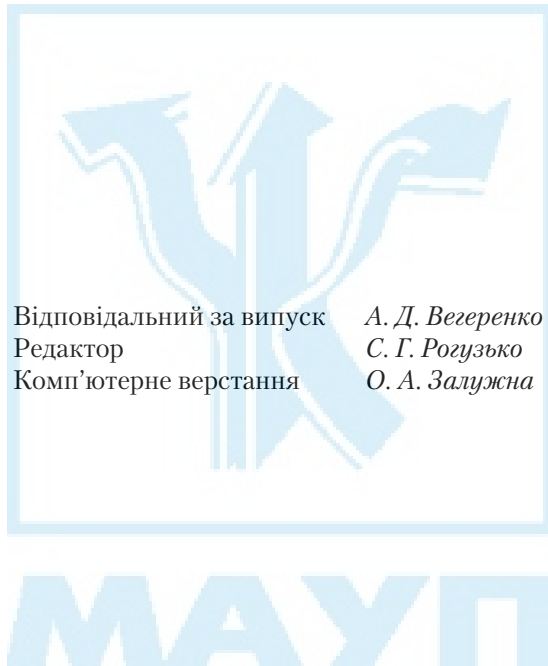 Відповідальний за випуск А. Д. Вегеренко
Редактор С. Г. Рогузько
Комп'ютерне верстання О. А. Залужна
МАУП